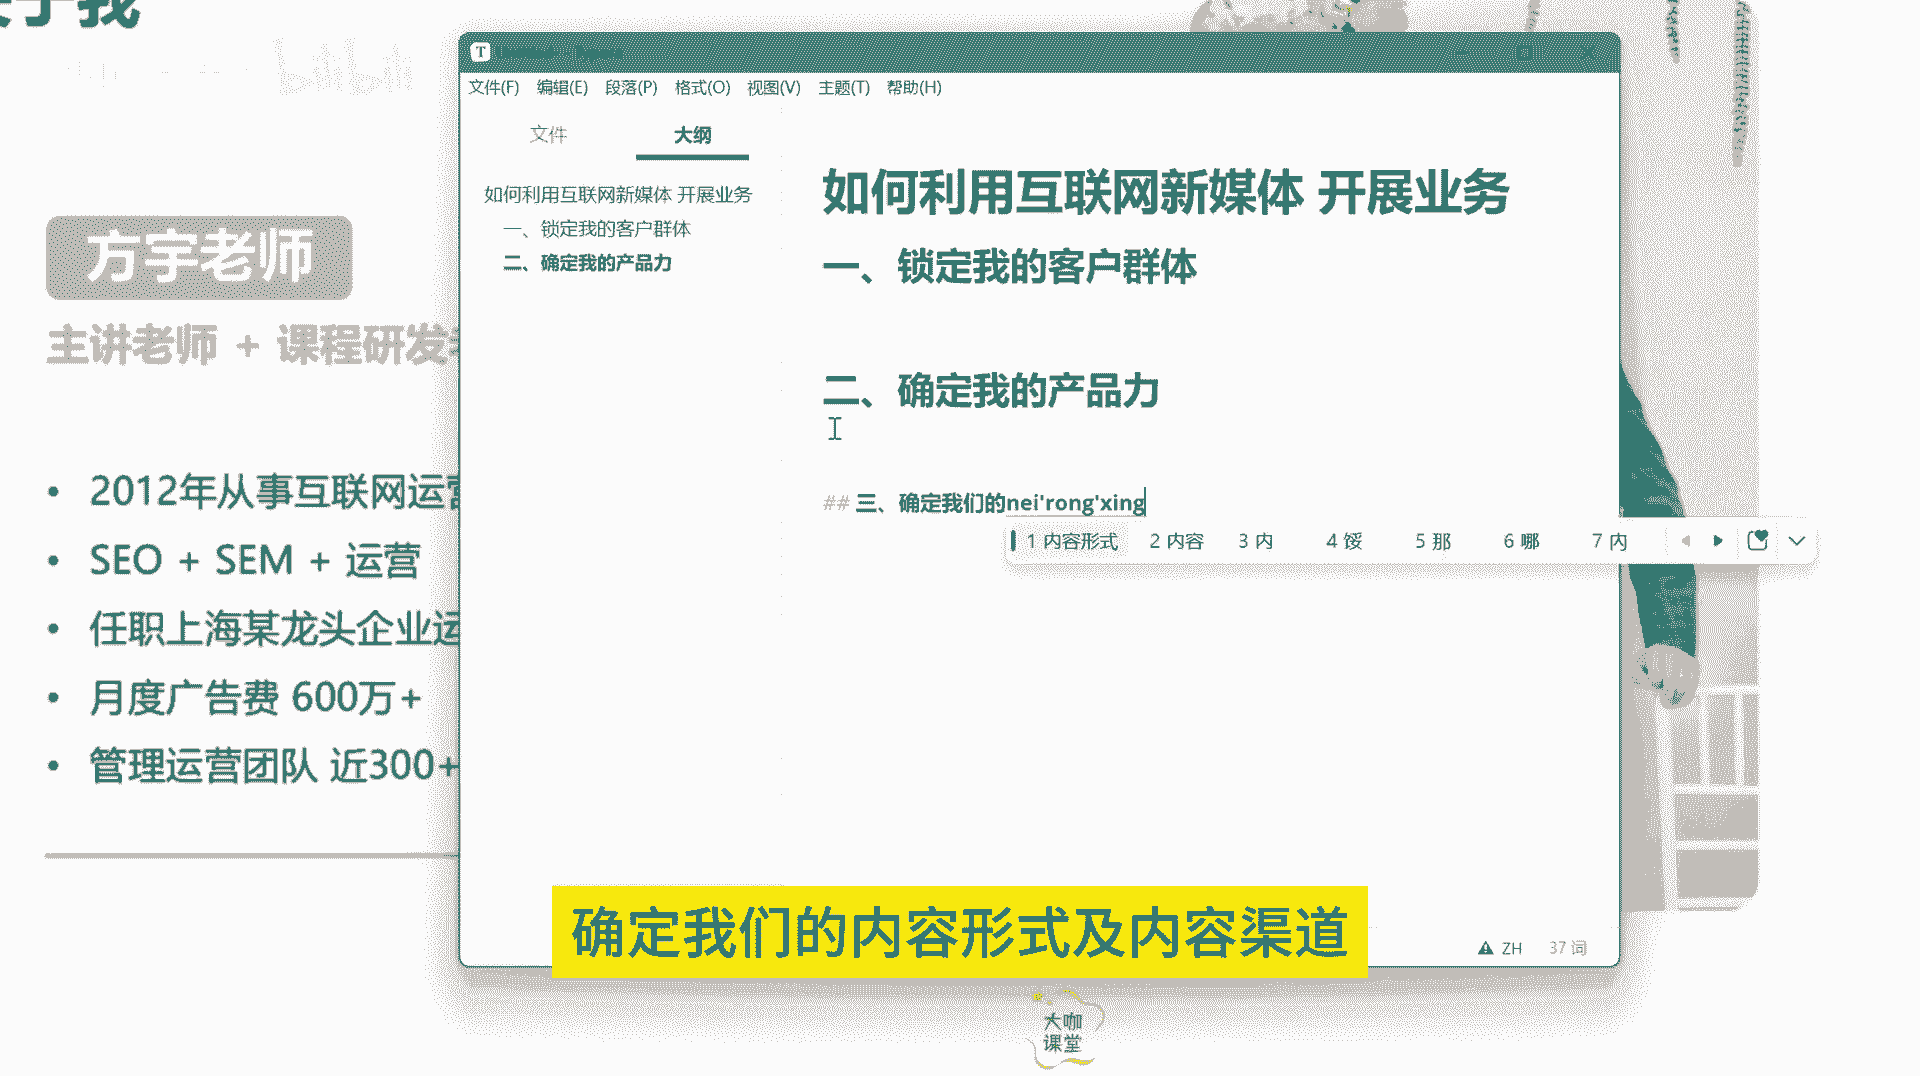 bilibili
方宇老师
主讲老师 + 课程研发
2012年从事互联网运营
SEO + SEM + 运营
任职上海某龙头企业运
月度广告费 600万+
管理运营团队 近300+
T
文件(F) 编辑(E) 段落(P) 格式(O) 视图(V) 主题(T) 帮助(H)
文件 大纲
如何利用互联网新媒体 开展业务
一、锁定我的客户群体
二、确定我的产品力
如何利用互联网新媒体 开展业务
一、锁定我的客户群体
二、确定我的产品力
## 三、确定我们的nei'rong'xing
1 内容形式 2 内容 3 内 4 馁 5 那 6 哪 7 内
ZH 37 词
确定我们的内容形式及内容渠道
大咖
课堂